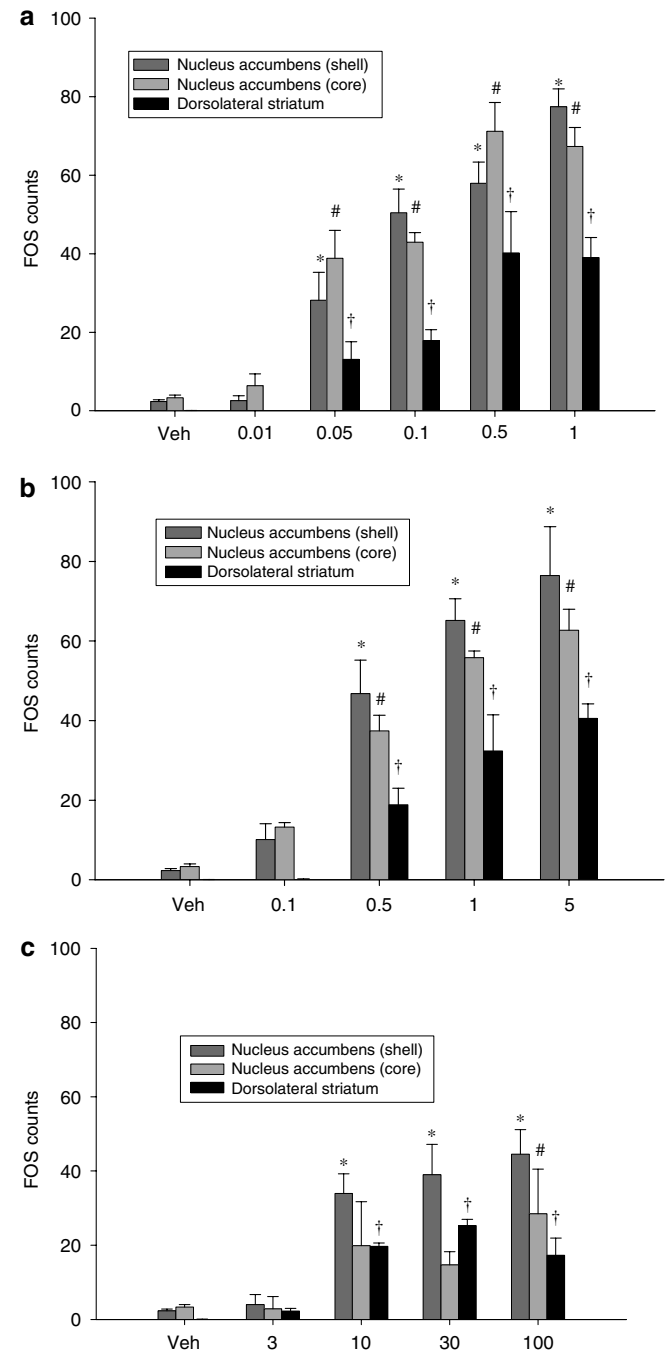 a
100
80
60
40
20
0
FOS counts
Nucleus accumbens (shell)
Nucleus accumbens (core)
Dorsolateral striatum
* # †
* # †
* # †
* # †
Veh 0.01 0.05 0.1 0.5 1
b
100
80
60
40
20
0
FOS counts
Nucleus accumbens (shell)
Nucleus accumbens (core)
Dorsolateral striatum
* # †
* # †
* # †
Veh 0.1 0.5 1 5
c
100
80
60
40
20
0
FOS counts
Nucleus accumbens (shell)
Nucleus accumbens (core)
Dorsolateral striatum
* †
* †
* # †
Veh 3 10 30 100